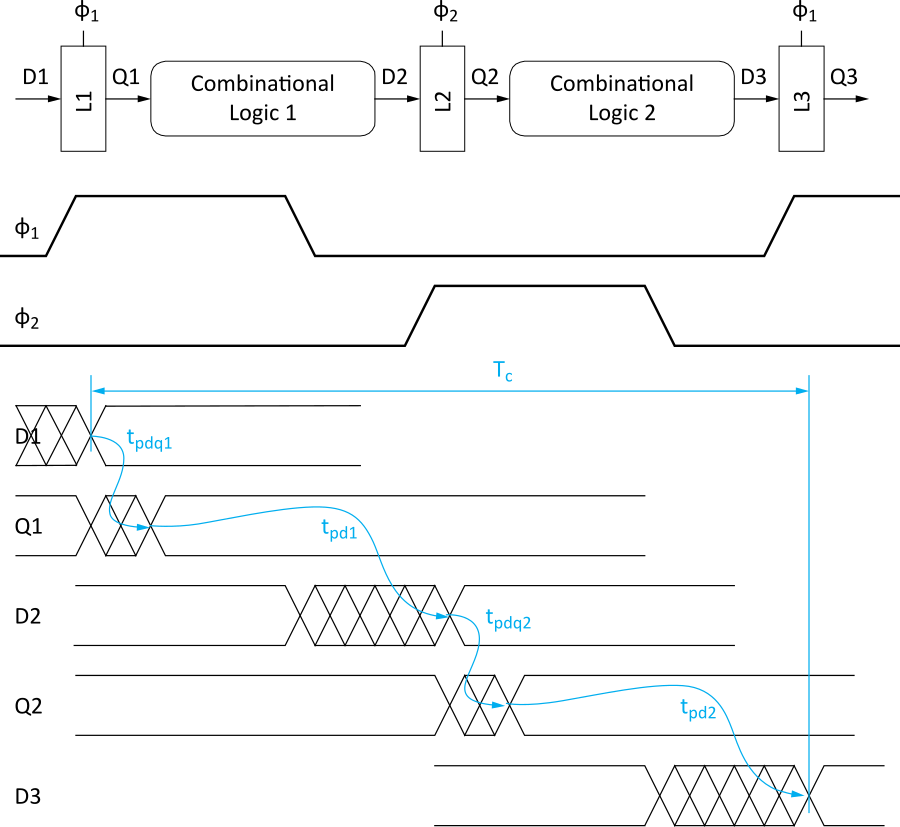 ϕ1 ϕ2 ϕ1
D1 L1 Q1 Combinational D2 L2 Q2 Combinational D3 L3 Q3
Logic 1 Logic 2
ϕ1
ϕ2
Tc
D1 tpdq1
Q1 tpd1
D2 tpdq2
Q2 tpd2
D3